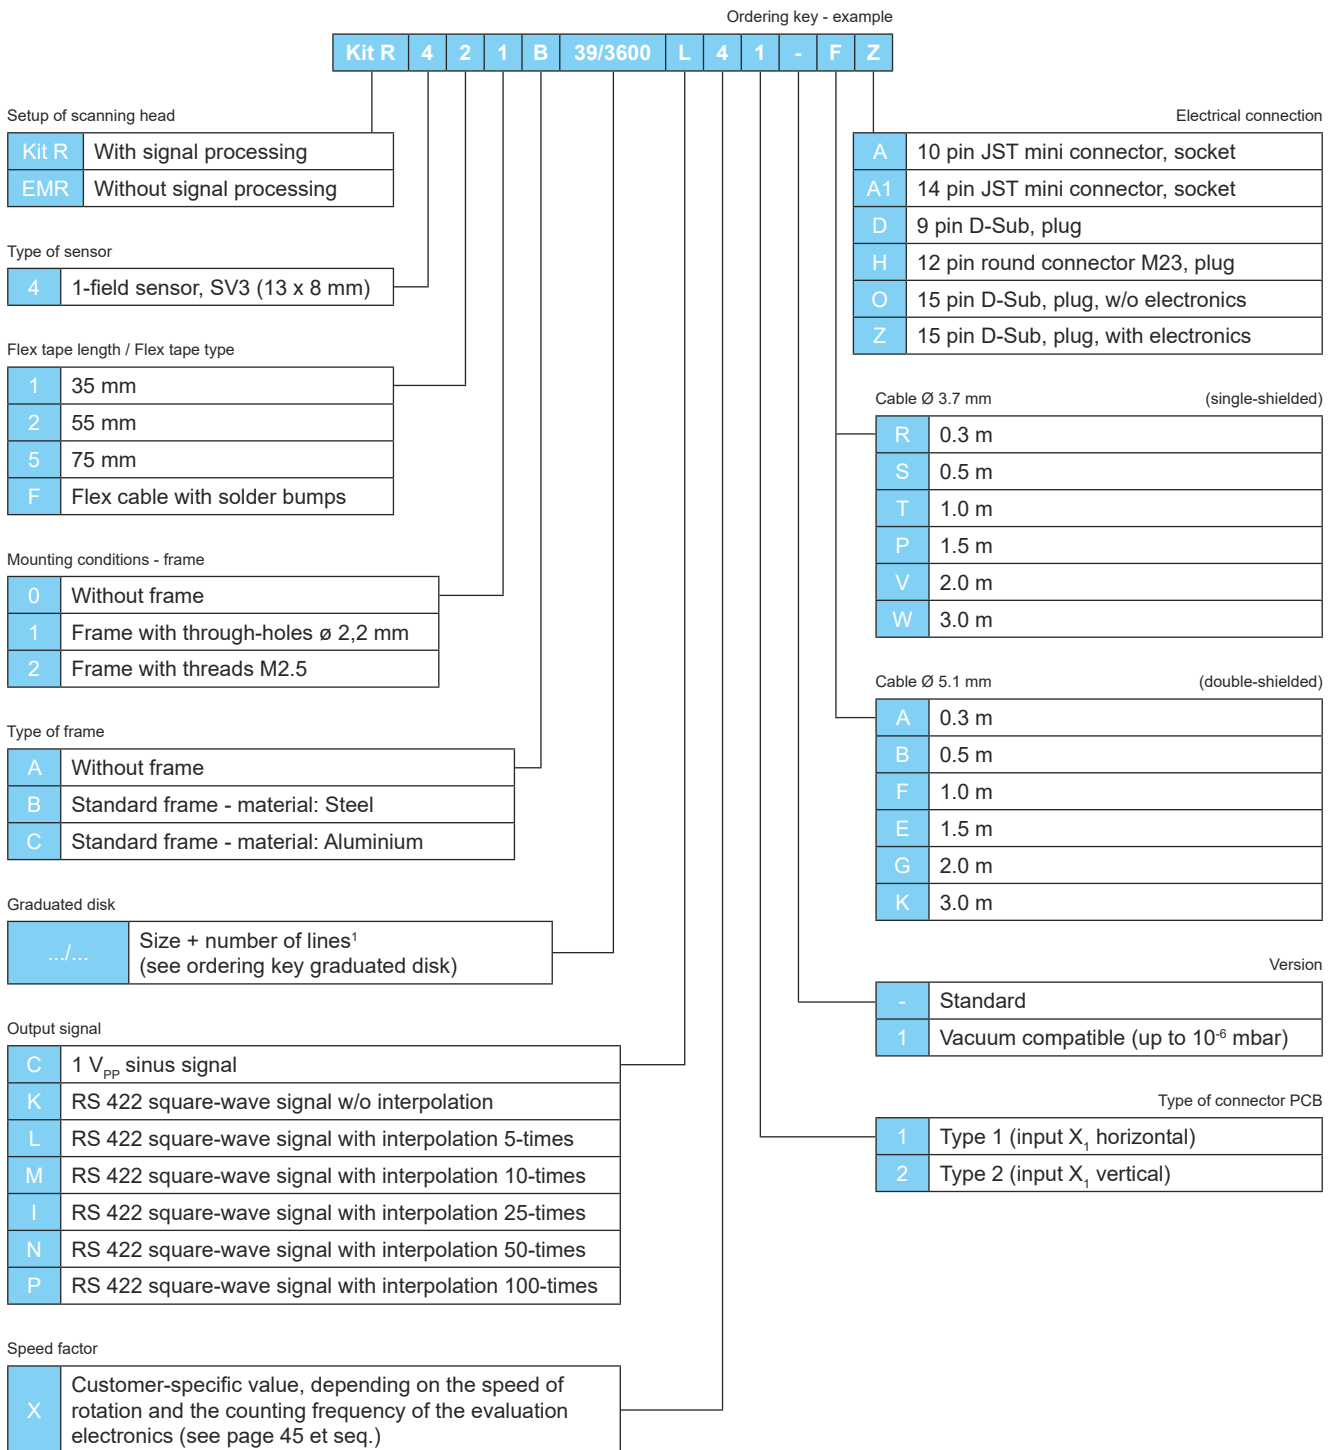 Ordering key - example
Kit R 4 2 1 B 39/3600 L 4 1 - F Z
Setup of scanning head
Kit R With signal processing
EMR Without signal processing
Type of sensor
4 1-field sensor, SV3 (13 x 8 mm)
Flex tape length / Flex tape type
1 35 mm
2 55 mm
5 75 mm
F Flex cable with solder bumps
Mounting conditions - frame
0 Without frame
1 Frame with through-holes ø 2,2 mm
2 Frame with threads M2.5
Type of frame
A Without frame
B Standard frame - material: Steel
C Standard frame - material: Aluminium
Graduated disk
.../... Size + number of lines¹
(see ordering key graduated disk)
Output signal
C 1 Vpp sinus signal
K RS 422 square-wave signal w/o interpolation
L RS 422 square-wave signal with interpolation 5-times
M RS 422 square-wave signal with interpolation 10-times
I RS 422 square-wave signal with interpolation 25-times
N RS 422 square-wave signal with interpolation 50-times
P RS 422 square-wave signal with interpolation 100-times
Speed factor
X Customer-specific value, depending on the speed of
rotation and the counting frequency of the evaluation
electronics (see page 45 et seq.)
Electrical connection
A 10 pin JST mini connector, socket
A1 14 pin JST mini connector, socket
D 9 pin D-Sub, plug
H 12 pin round connector M23, plug
O 15 pin D-Sub, plug, w/o electronics
Z 15 pin D-Sub, plug, with electronics
Cable Ø 3.7 mm (single-shielded)
R 0.3 m
S 0.5 m
T 1.0 m
P 1.5 m
V 2.0 m
W 3.0 m
Cable Ø 5.1 mm (double-shielded)
A 0.3 m
B 0.5 m
F 1.0 m
E 1.5 m
G 2.0 m
K 3.0 m
Version
- Standard
1 Vacuum compatible (up to 10⁻⁶ mbar)
Type of connector PCB
1 Type 1 (input X₁ horizontal)
2 Type 2 (input X₁ vertical)